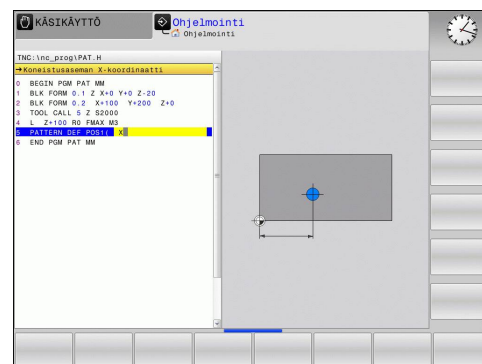 KÄSIKÄYTTÖ
Ohjelmointi
Ohjelmointi
TNC:\nc_prog\PAT.H
→Koneistusaseman X-koordinaatti
0 BEGIN PGM PAT MM
1 BLK FORM 0.1 Z X+0 Y+0 Z-20
2 BLK FORM 0.2 X+100 Y+200 Z+0
3 TOOL CALL 5 Z S2000
4 L Z+100 R0 FMAX M3
5 PATTERN DEF POS1( X
6 END PGM PAT MM